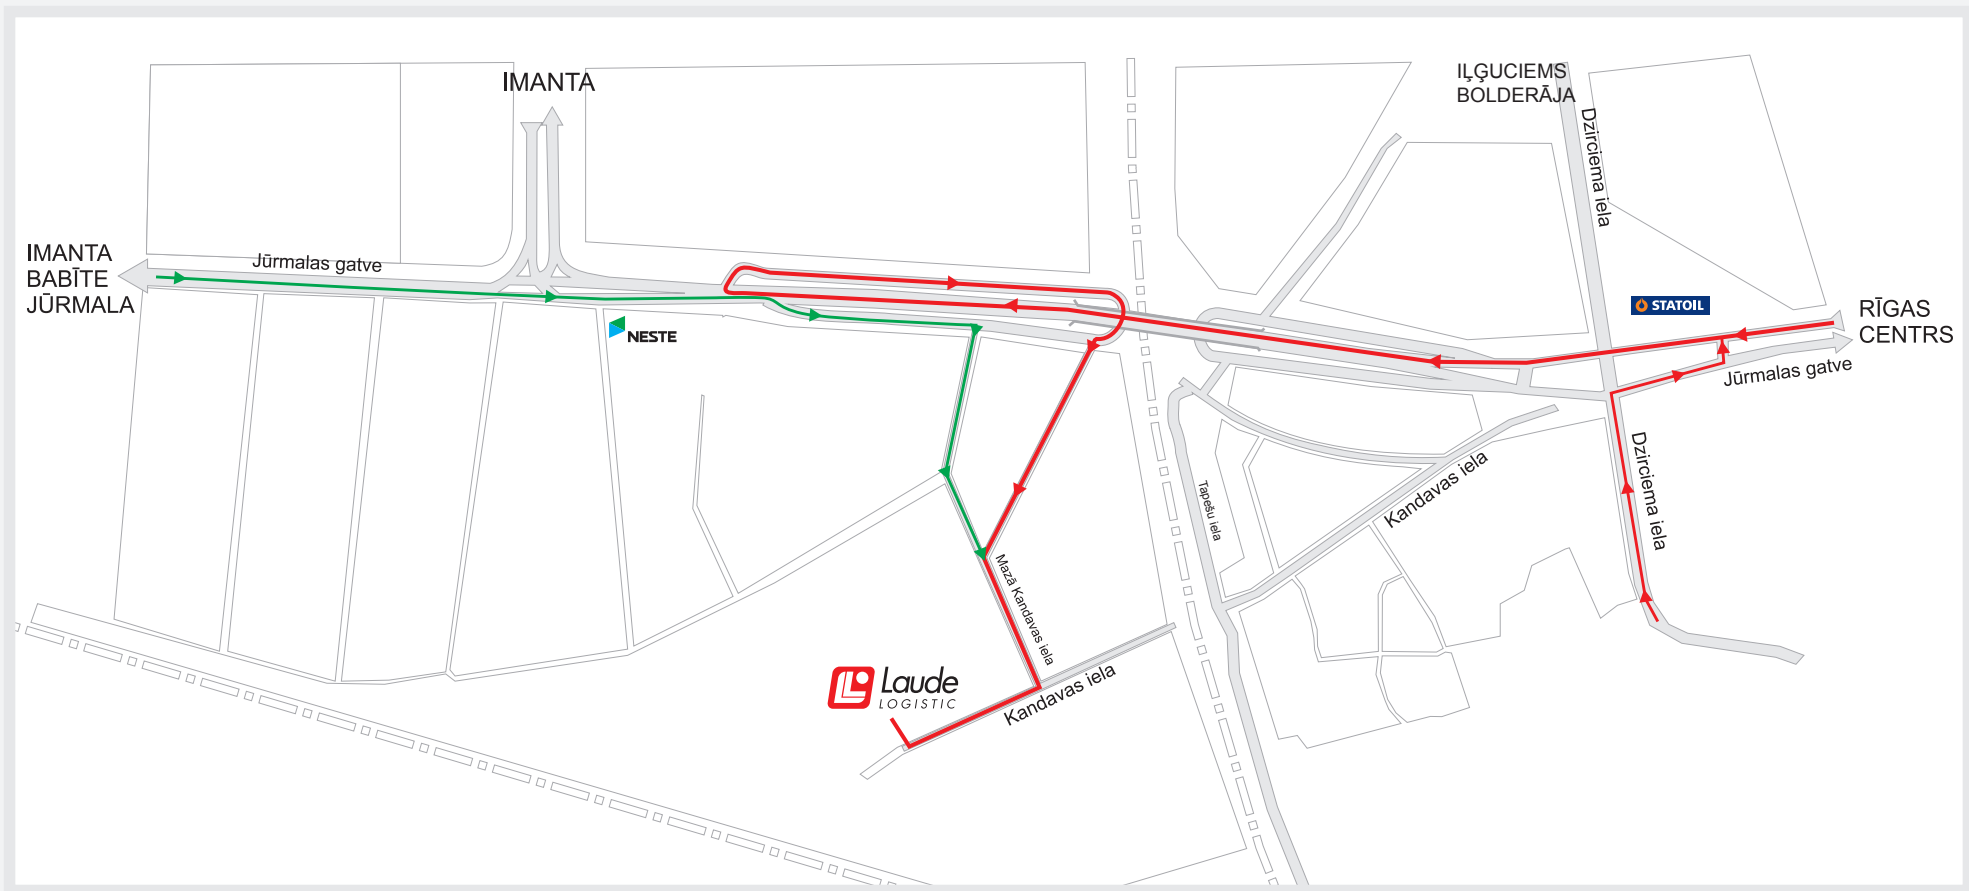 IMANTA
IĻĢUCIEMS
BOLDERĀJA
Dzirciema iela
IMANTA
BABĪTE
JŪRMALA
Jūrmalas gatve
NESTE
STATOIL
RĪGAS
CENTRS
Jūrmalas gatve
Kandavas iela
Tapešu iela
Dzirciema iela
Mazā Kandavas iela
Laude
LOGISTIC
Kandavas iela